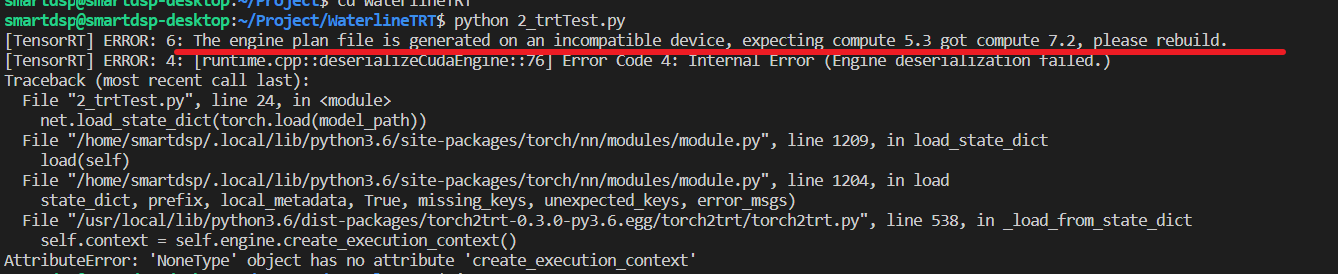 smartdsp@smartdsp-desktop:~/Project$ cd WaterlineTRT
smartdsp@smartdsp-desktop:~/Project/WaterlineTRT$ python 2_trtTest.py
[TensorRT] ERROR: 6: The engine plan file is generated on an incompatible device, expecting compute 5.3 got compute 7.2, please rebuild.
[TensorRT] ERROR: 4: [runtime.cpp::deserializeCudaEngine::76] Error Code 4: Internal Error (Engine deserialization failed.)
Traceback (most recent call last):
  File "2_trtTest.py", line 24, in <module>
    net.load_state_dict(torch.load(model_path))
  File "/home/smartdsp/.local/lib/python3.6/site-packages/torch/nn/modules/module.py", line 1209, in load_state_dict
    load(self)
  File "/home/smartdsp/.local/lib/python3.6/site-packages/torch/nn/modules/module.py", line 1204, in load
    state_dict, prefix, local_metadata, True, missing_keys, unexpected_keys, error_msgs)
  File "/usr/local/lib/python3.6/dist-packages/torch2trt-0.3.0-py3.6.egg/torch2trt/torch2trt.py", line 538, in _load_from_state_dict
    self.context = self.engine.create_execution_context()
AttributeError: 'NoneType' object has no attribute 'create_execution_context'